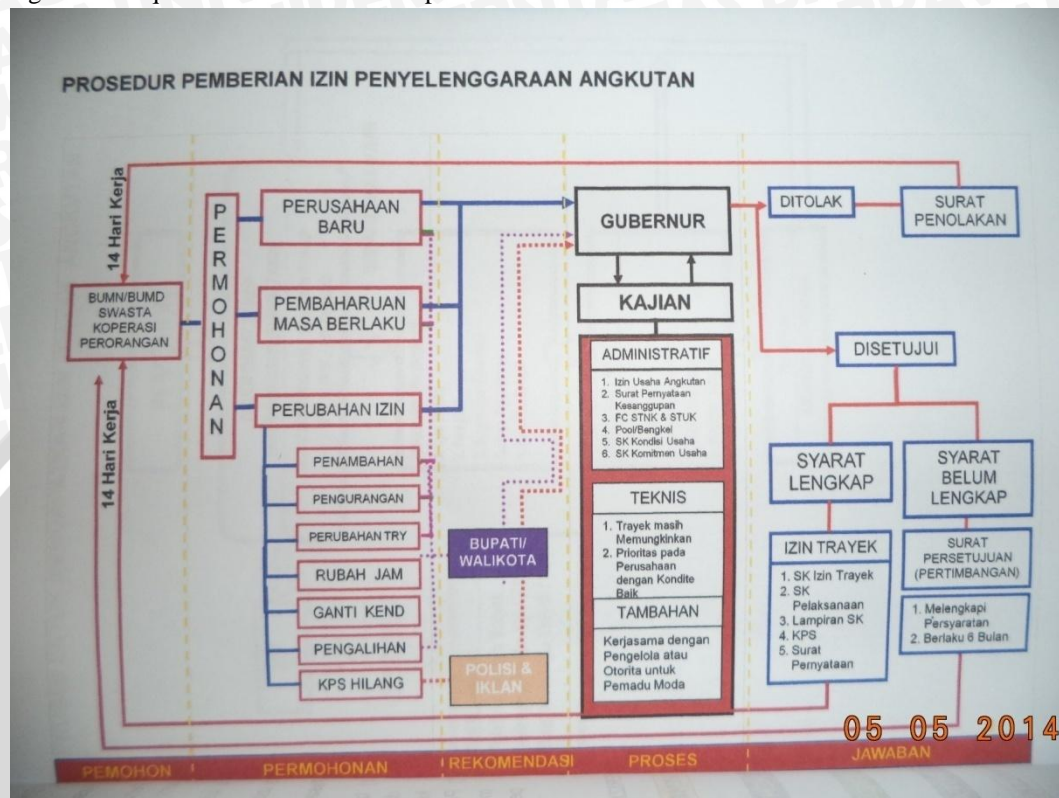 PROSEDUR PEMBERIAN IZIN PENYELENGGARAAN ANGKUTAN
14 Hari Kerja
BUMN/BUMD
SWASTA
KOPERASI
PERORANGAN
14 Hari Kerja
PERMOHONAN
PERUSAHAAN
BARU
PEMBAHARUAN
MASA BERLAKU
PERUBAHAN IZIN
PENAMBAHAN
PENGURANGAN
PERUBAHAN TRY
RUBAH JAM
GANTI KEND
PENGALIHAN
KPS HILANG
BUPATI/
WALIKOTA
POLISI &
IKLAN
GUBERNUR
KAJIAN
ADMINISTRATIF
1. Izin Usaha Angkutan
2. Surat Pernyataan
Kesanggupan
3. FC STNK & STUK
4. Pool/Bengkel
5. SK Kondisi Usaha
6. SK Komitmen Usaha
TEKNIS
1. Trayek masih
Memungkinkan
2. Prioritas pada
Perusahaan
dengan Kondite
Baik
TAMBAHAN
Kerjasama dengan
Pengelola atau
Otorita untuk
Pemadu Moda
DITOLAK
SURAT
PENOLAKAN
DISETUJUI
SYARAT
LENGKAP
SYARAT
BELUM
LENGKAP
IZIN TRAYEK
1. SK Izin Trayek
2. SK
Pelaksanaan
3. Lampiran SK
4. KPS
5. Surat
Pernyataan
SURAT
PERSETUJUAN
(PERTIMBANGAN)
1. Melengkapi
Persyaratan
2. Berlaku 6 Bulan
05 05 2014
PEMOHON
PERMOHONAN
REKOMENDASI
PROSES
JAWABAN